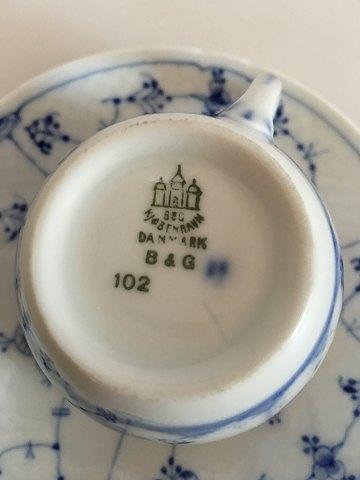 B&G
KJØBENHAVN
DANMARK
B & G
102